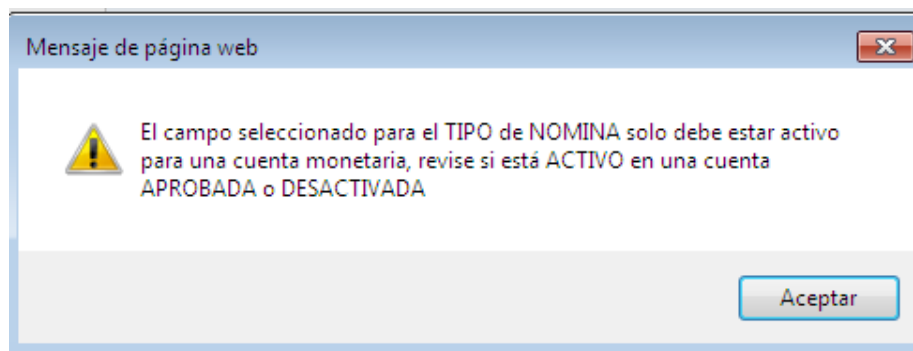 Mensaje de página web
El campo seleccionado para el TIPO de NOMINA solo debe estar activo
para una cuenta monetaria, revise si está ACTIVO en una cuenta
APROBADA o DESACTIVADA
Aceptar